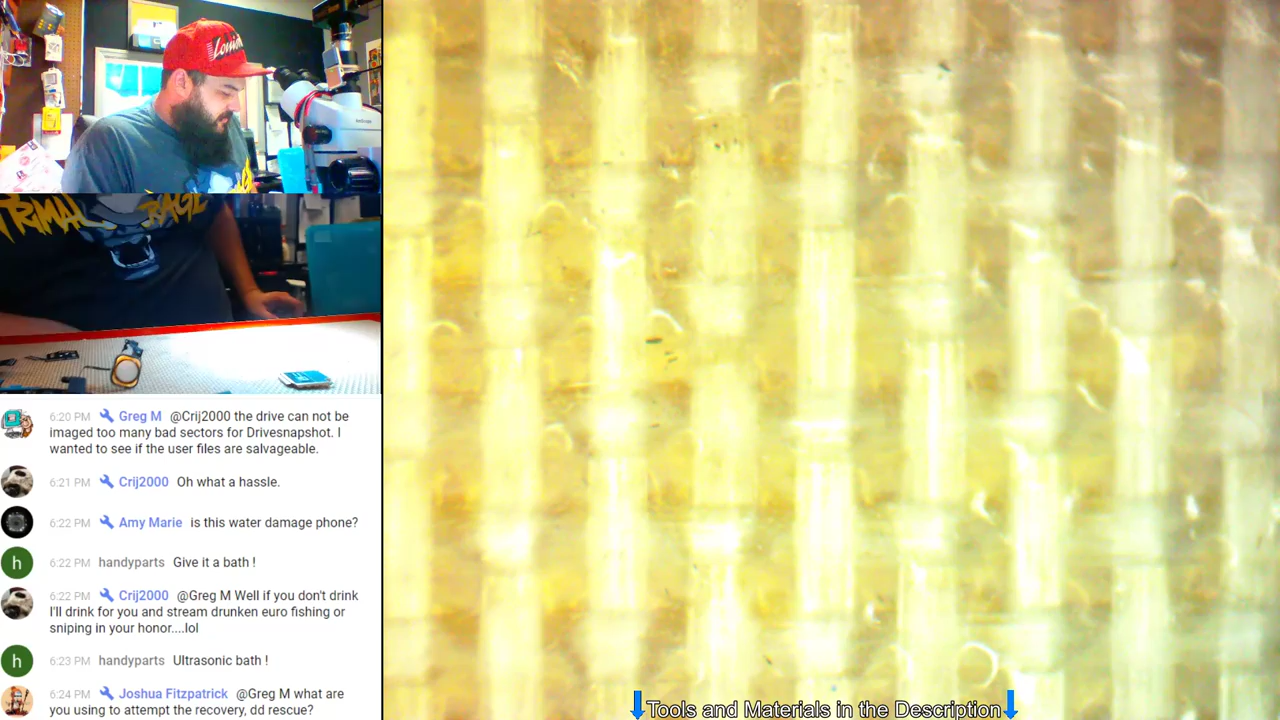 Louis
PRIMAL RAGE
6:20 PM Greg M @Crij2000 the drive can not be
imaged too many bad sectors for Drivesnapshot. I
wanted to see if the user files are salvageable.
6:21 PM Crij2000 Oh what a hassle.
6:22 PM Amy Marie is this water damage phone?
h
6:22 PM handyparts Give it a bath !
6:22 PM Crij2000 @Greg M Well if you don't drink
I'll drink for you and stream drunken euro fishing or
sniping in your honor....lol
h
6:23 PM handyparts Ultrasonic bath !
6:24 PM Joshua Fitzpatrick @Greg M what are
you using to attempt the recovery, dd rescue?
Tools and Materials in the Description